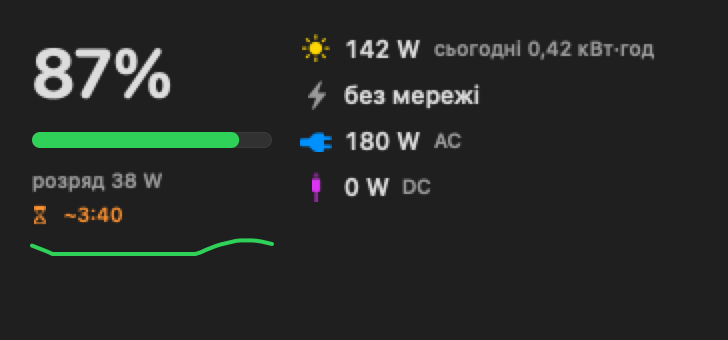 87%
розряд 38 W
~3:40
142 W сьогодні 0,42 кВт·год
без мережі
180 W AC
0 W DC